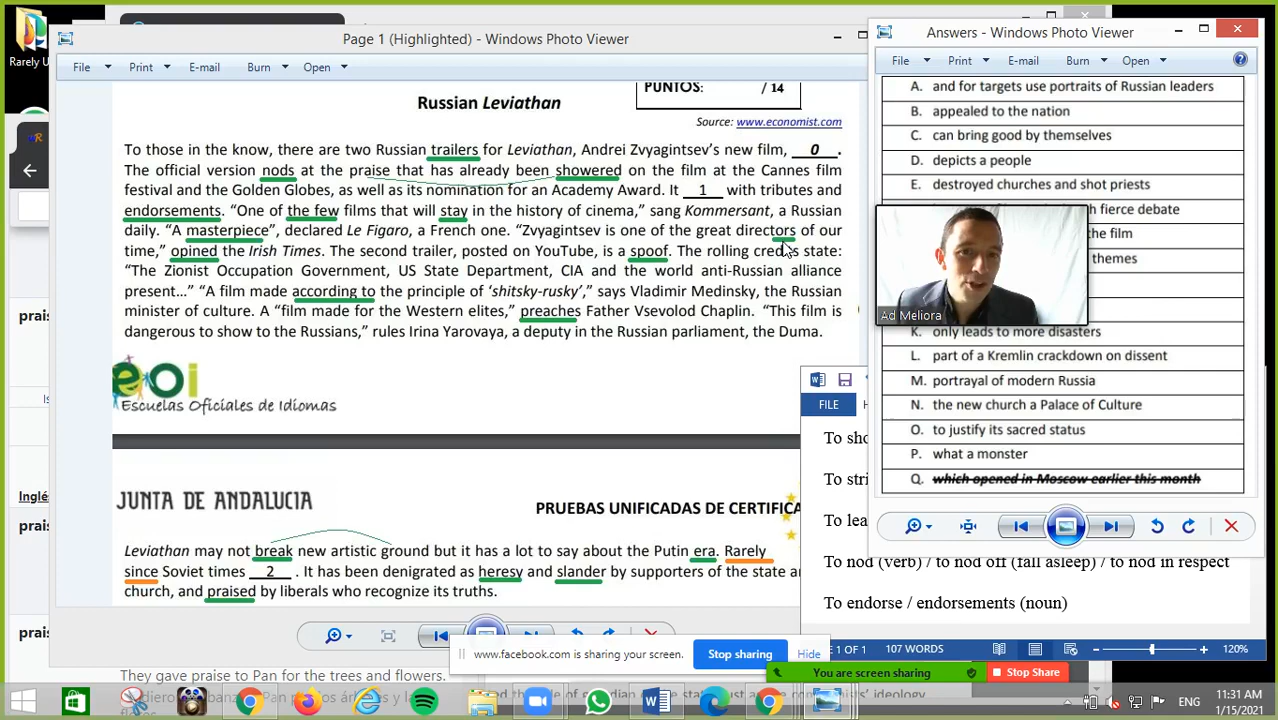 Rarely U
Page 1 (Highlighted) - Windows Photo Viewer
File Print E-mail Burn Open
PUNTOS: / 14
Russian Leviathan
Source: www.economist.com
To those in the know, there are two Russian trailers for Leviathan, Andrei Zvyagintsev's new film, 0 .
The official version nods at the praise that has already been showered on the film at the Cannes film
festival and the Golden Globes, as well as its nomination for an Academy Award. It 1 with tributes and
endorsements. "One of the few films that will stay in the history of cinema," sang Kommersant, a Russian
daily. "A masterpiece", declared Le Figaro, a French one. "Zvyagintsev is one of the great directors of our
time," opined the Irish Times. The second trailer, posted on YouTube, is a spoof. The rolling credits state:
"The Zionist Occupation Government, US State Department, CIA and the world anti-Russian alliance
present…" "A film made according to the principle of 'shitsky-rusky'," says Vladimir Medinsky, the Russian
minister of culture. A "film made for the Western elites," preaches Father Vsevolod Chaplin. "This film is
dangerous to show to the Russians," rules Irina Yarovaya, a deputy in the Russian parliament, the Duma.
eoi
Escuelas Oficiales de Idiomas
JUNTA DE ANDALUCIA
PRUEBAS UNIFICADAS DE CERTIFICA
Leviathan may not break new artistic ground but it has a lot to say about the Putin era. Rarely
since Soviet times 2 . It has been denigrated as heresy and slander by supporters of the state an
church, and praised by liberals who recognize its truths.
Answers - Windows Photo Viewer
File Print E-mail Burn Open
A. and for targets use portraits of Russian leaders
B. appealed to the nation
C. can bring good by themselves
D. depicts a people
E. destroyed churches and shot priests
h fierce debate
the film
themes
Ad Meliora
K. only leads to more disasters
L. part of a Kremlin crackdown on dissent
M. portrayal of modern Russia
N. the new church a Palace of Culture
O. to justify its sacred status
P. what a monster
Q. which opened in Moscow earlier this month
FILE
To sho
To stri
To lea
To nod (verb) / to nod off (fall asleep) / to nod in respect
To endorse / endorsements (noun)
1 OF 1 107 WORDS 120%
prais
Is
Inglés
prais
prais
They gave praise to Pan for the trees and flowers.
www.facebook.com is sharing your screen. Stop sharing Hide
You are screen sharing Stop Share
ENG
11:31 AM
1/15/2021